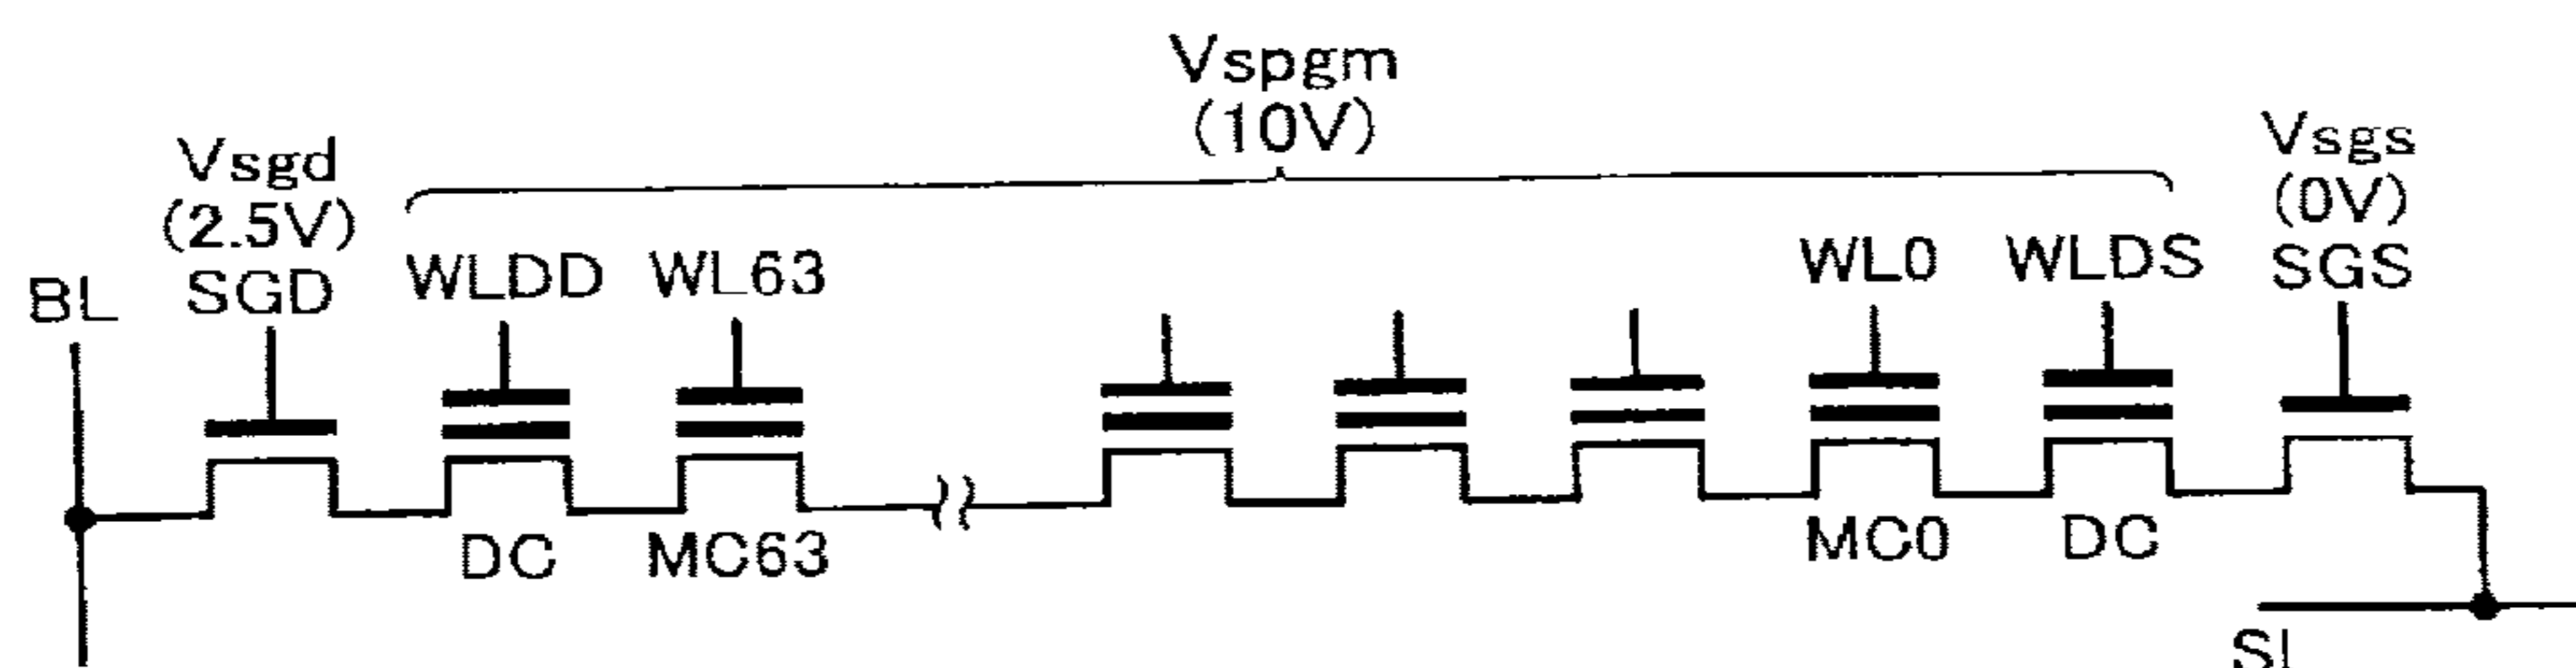 Vspgm
(10V)
Vsgd
(2.5V)
Vsgs
(0V)
BL
SGD
WLDD
WL63
WL0
WLDS
SGS
DC
MC63
MC0
DC